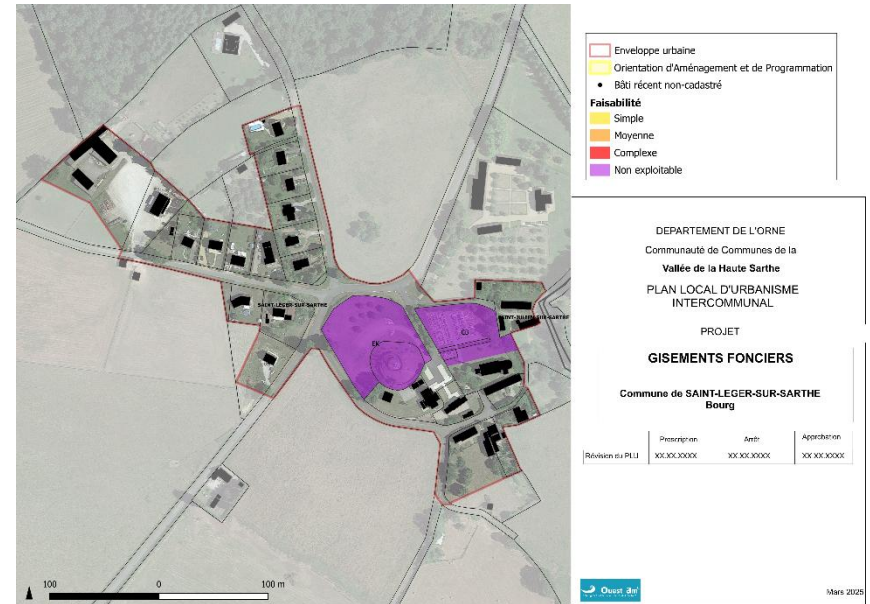 Enveloppe urbaine
Orientation d'Aménagement et de Programmation
Bâti récent non-cadastré
Faisabilité
Simple
Moyenne
Complexe
Non exploitable
DEPARTEMENT DE L'ORNE
Communauté de Communes de la
Vallée de la Haute Sarthe
PLAN LOCAL D'URBANISME
INTERCOMMUNAL
PROJET
GISEMENTS FONCIERS
Commune de SAINT-LEGER-SUR-SARTHE
Bourg
Prescription Arrêt Approbation
Révision du PLU XX.XX.XXXX XX.XX.XXXX XX.XX.XXXX
SAINT-LEGER-SUR-SARTHE
SAINT-JULIEN-SUR-SARTHE
100 0 100 m
Ouest am'
Mars 2025